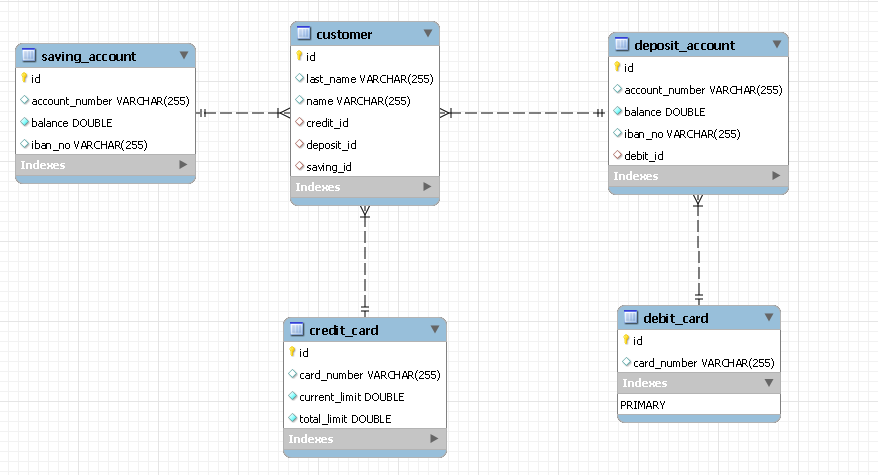 saving_account
id
account_number VARCHAR(255)
balance DOUBLE
iban_no VARCHAR(255)
Indexes
customer
id
last_name VARCHAR(255)
name VARCHAR(255)
credit_id
deposit_id
saving_id
Indexes
deposit_account
id
account_number VARCHAR(255)
balance DOUBLE
iban_no VARCHAR(255)
debit_id
Indexes
credit_card
id
card_number VARCHAR(255)
current_limit DOUBLE
total_limit DOUBLE
Indexes
debit_card
id
card_number VARCHAR(255)
Indexes
PRIMARY